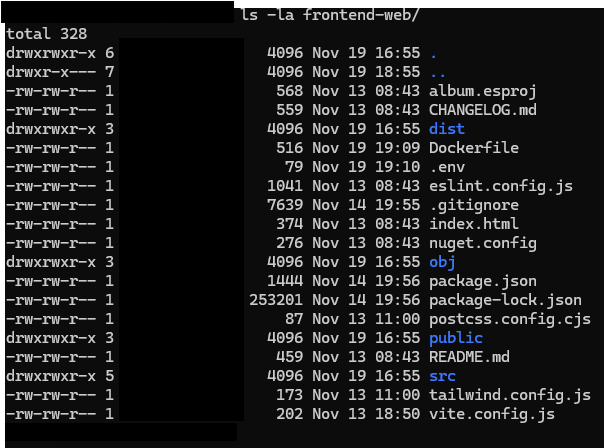 ls -la frontend-web/
total 328
drwxrwxr-x 6 4096 Nov 19 16:55 .
drwxr-x--- 7 4096 Nov 19 18:55 ..
-rw-rw-r-- 1 568 Nov 13 08:43 album.esproj
-rw-rw-r-- 1 559 Nov 13 08:43 CHANGELOG.md
drwxrwxr-x 3 4096 Nov 19 16:55 dist
-rw-rw-r-- 1 516 Nov 19 19:09 Dockerfile
-rw-rw-r-- 1 79 Nov 19 19:10 .env
-rw-rw-r-- 1 1041 Nov 13 08:43 eslint.config.js
-rw-rw-r-- 1 7639 Nov 14 19:55 .gitignore
-rw-rw-r-- 1 374 Nov 13 08:43 index.html
-rw-rw-r-- 1 276 Nov 13 08:43 nuget.config
drwxrwxr-x 3 4096 Nov 19 16:55 obj
-rw-rw-r-- 1 1444 Nov 14 19:56 package.json
-rw-rw-r-- 1 253201 Nov 14 19:56 package-lock.json
-rw-rw-r-- 1 87 Nov 13 11:00 postcss.config.cjs
drwxrwxr-x 3 4096 Nov 19 16:55 public
-rw-rw-r-- 1 459 Nov 13 08:43 README.md
drwxrwxr-x 5 4096 Nov 19 16:55 src
-rw-rw-r-- 1 173 Nov 13 11:00 tailwind.config.js
-rw-rw-r-- 1 202 Nov 13 18:50 vite.config.js